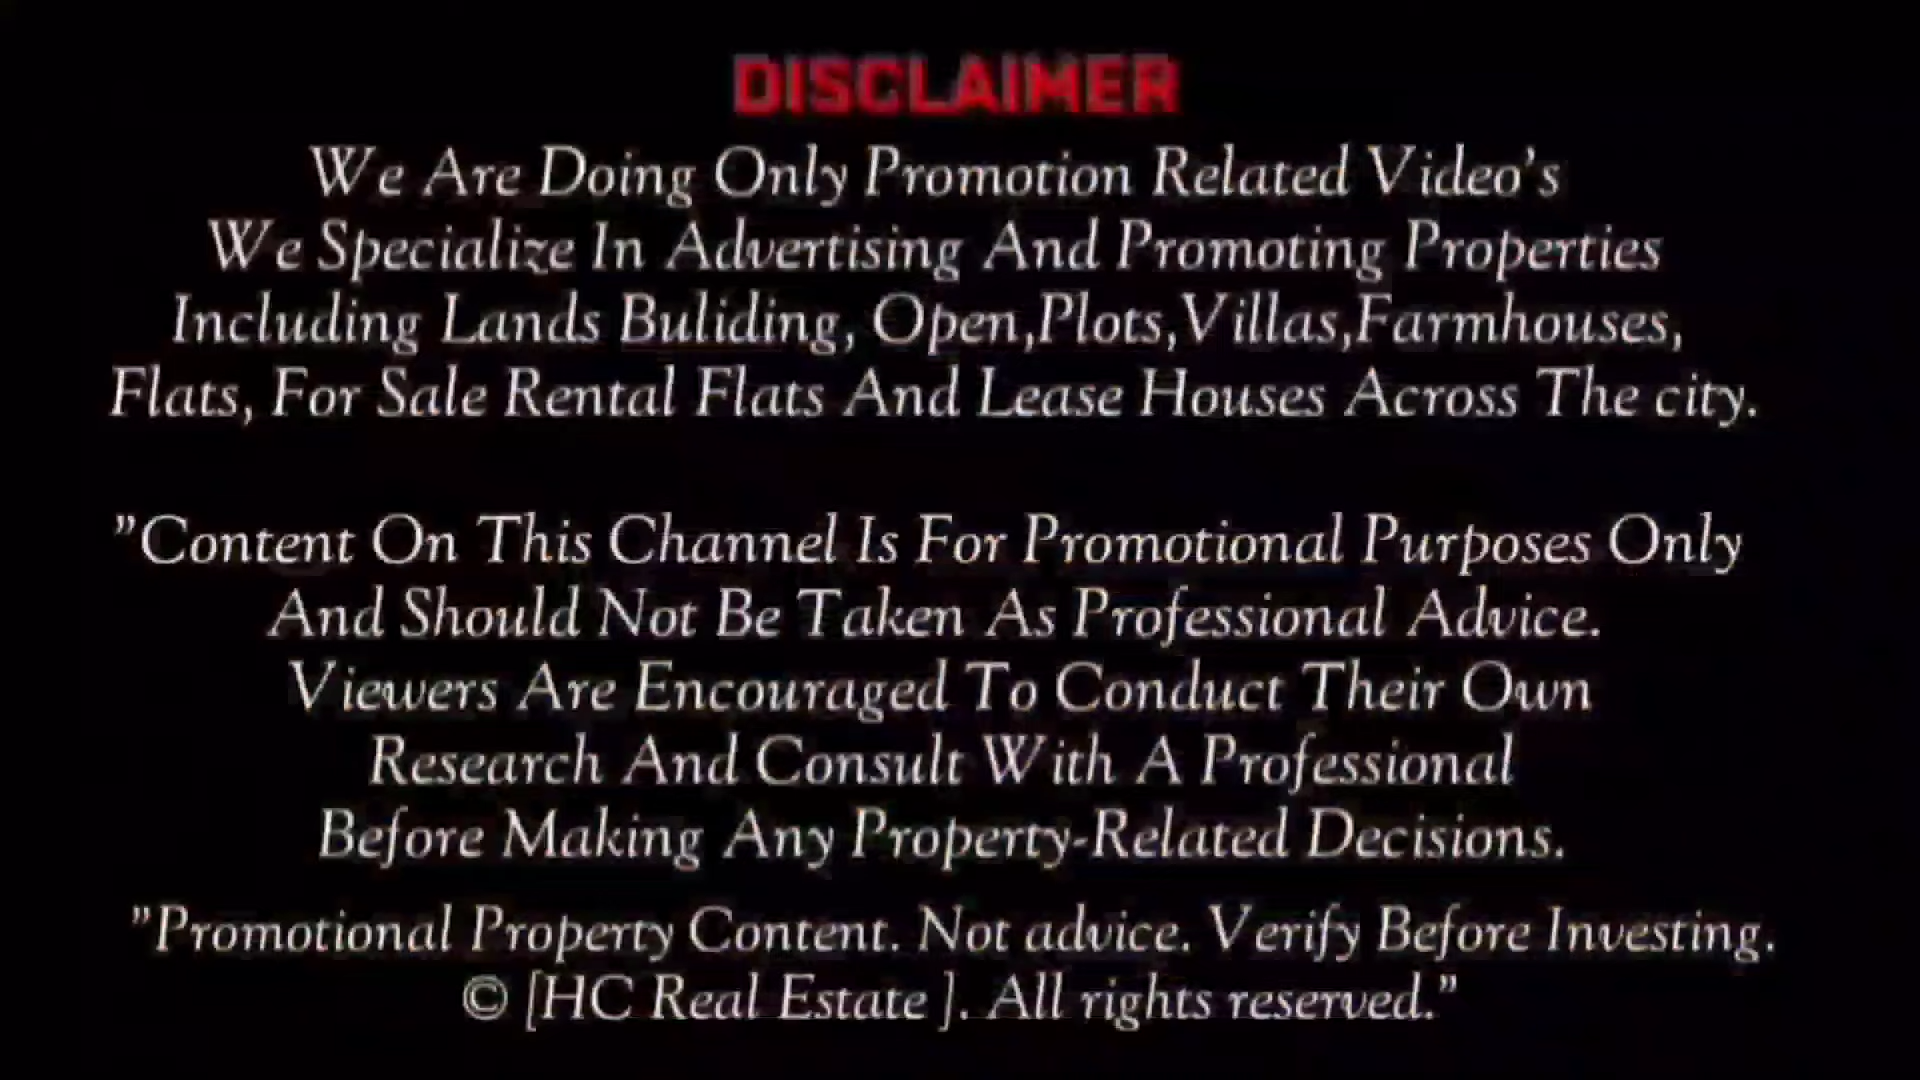 DISCLAIMER
We Are Doing Only Promotion Related Video's
We Specialize In Advertising And Promoting Properties
Including Lands Buliding, Open,Plots,Villas,Farmhouses,
Flats, For Sale Rental Flats And Lease Houses Across The city.
"Content On This Channel Is For Promotional Purposes Only
And Should Not Be Taken As Professional Advice.
Viewers Are Encouraged To Conduct Their Own
Research And Consult With A Professional
Before Making Any Property-Related Decisions.
"Promotional Property Content. Not advice. Verify Before Investing.
© [HC Real Estate ]. All rights reserved."